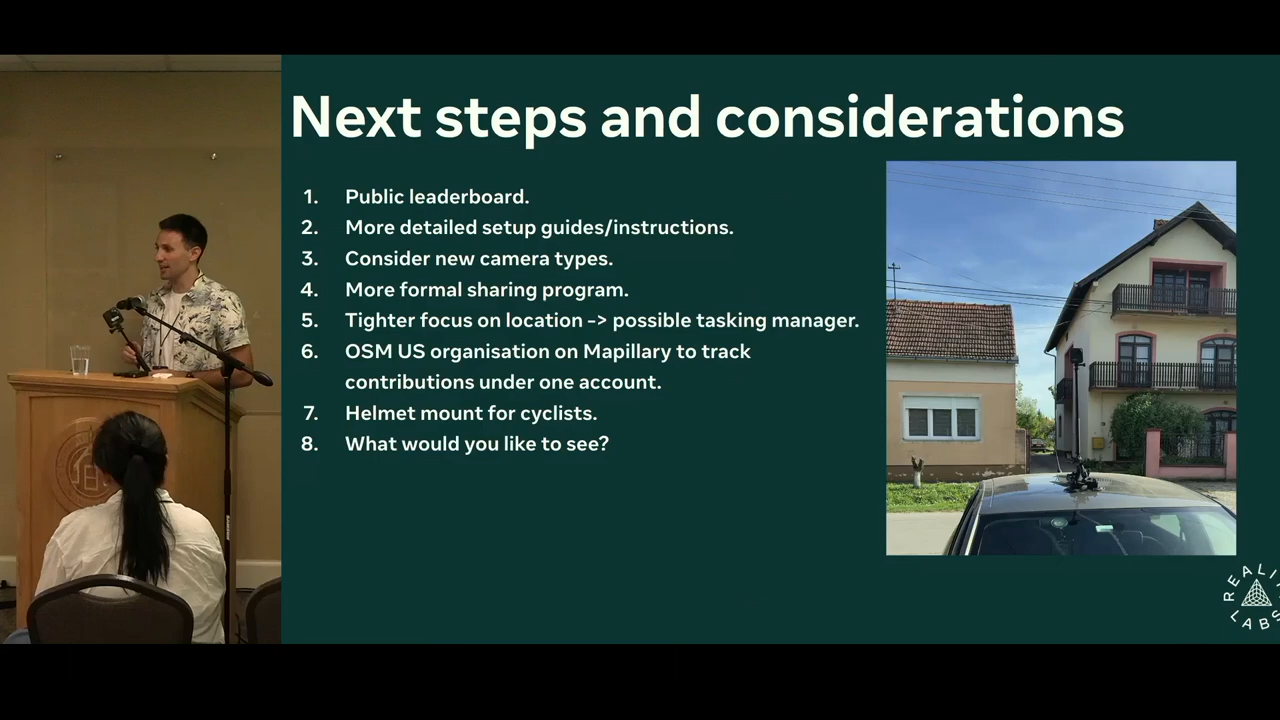 Next steps and considerations
1. Public leaderboard.
2. More detailed setup guides/instructions.
3. Consider new camera types.
4. More formal sharing program.
5. Tighter focus on location -> possible tasking manager.
6. OSM US organisation on Mapillary to track
contributions under one account.
7. Helmet mount for cyclists.
8. What would you like to see?
REALI
LABS